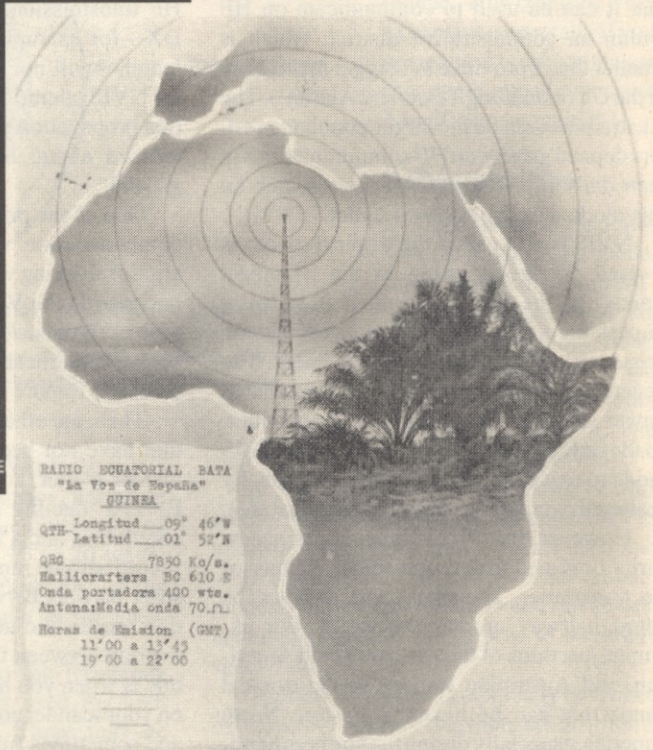 RADIO ECUATORIAL BATA
"La Voz de España"
GUINEA
QTH Longitud 09° 46'W
Latitud 01° 52'N
QRG 7850 Kc/s.
Hallicrafters BC 610 E
Onda portadora 400 wts.
Antena:Media onda 70
Horas de Emision (GMT)
11'00 a 13'45
19'00 a 22'00